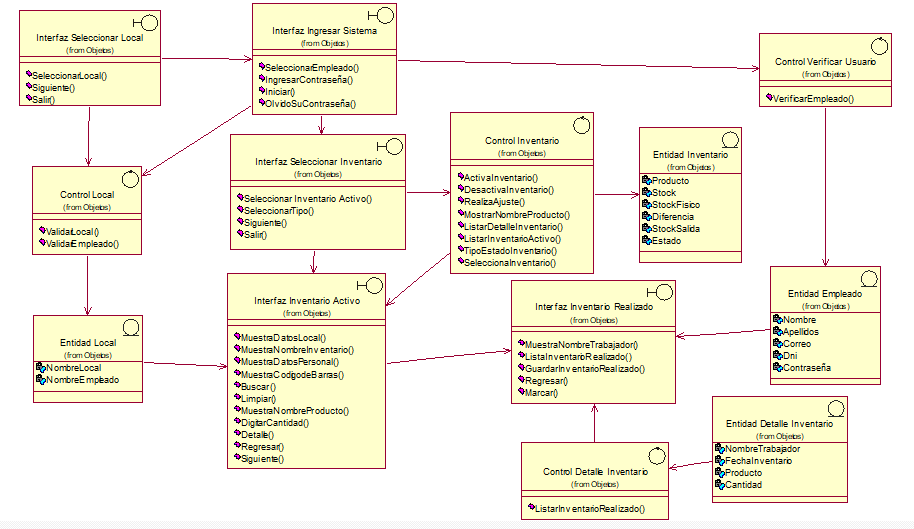 Interfaz Seleccionar Local
(from Objetos)
SeleccionarLocal()
Siguiente()
Salir()
Interfaz Ingresar Sistema
(from Objetos)
SeleccionarEmpleado()
IngresarContraseña()
Iniciar()
OlvidoSuContraseña()
Control Verificar Usuario
(from Objetos)
VerificarEmpleado()
Control Local
(from Objetos)
ValidarLocal()
ValidarEmpleado()
Interfaz Seleccionar Inventario
(from Objetos)
Seleccionar Inventario Activo()
SeleccionarTipo()
Siguiente()
Salir()
Control Inventario
(from Objetos)
ActivaInventario()
DesactivaInventario()
RealizaAjuste()
MostrarNombreProducto()
ListarDetalleInventario()
ListarInventarioActivo()
TipoEstadoInventario()
SeleccionaInventario()
Entidad Inventario
(from Objetos)
Producto
Stock
StockFisico
Diferencia
StockSalida
Estado
Entidad Local
(from Objetos)
NombreLocal
NombreEmpleado
Interfaz Inventario Activo
(from Objetos)
MuestraDatosLocal()
MuestraNombreInventario()
MuestraDatosPersonal()
MuestraCodigodeBarras()
Buscar()
Limpiar()
MuestraNombreProducto()
DigitarCantidad()
Detalle()
Regresar()
Siguiente()
Interfaz Inventario Realizado
(from Objetos)
MuestraNombreTrabajador()
ListaInventarioRealizado()
GuardarInventarioRealizado()
Regresar()
Marcar()
Entidad Empleado
(from Objetos)
Nombre
Apellidos
Correo
Dni
Contraseña
Control Detalle Inventario
(from Objetos)
ListarInventarioRealizado()
Entidad Detalle Inventario
(from Objetos)
NombreTrabajador
FechaInventario
Producto
Cantidad